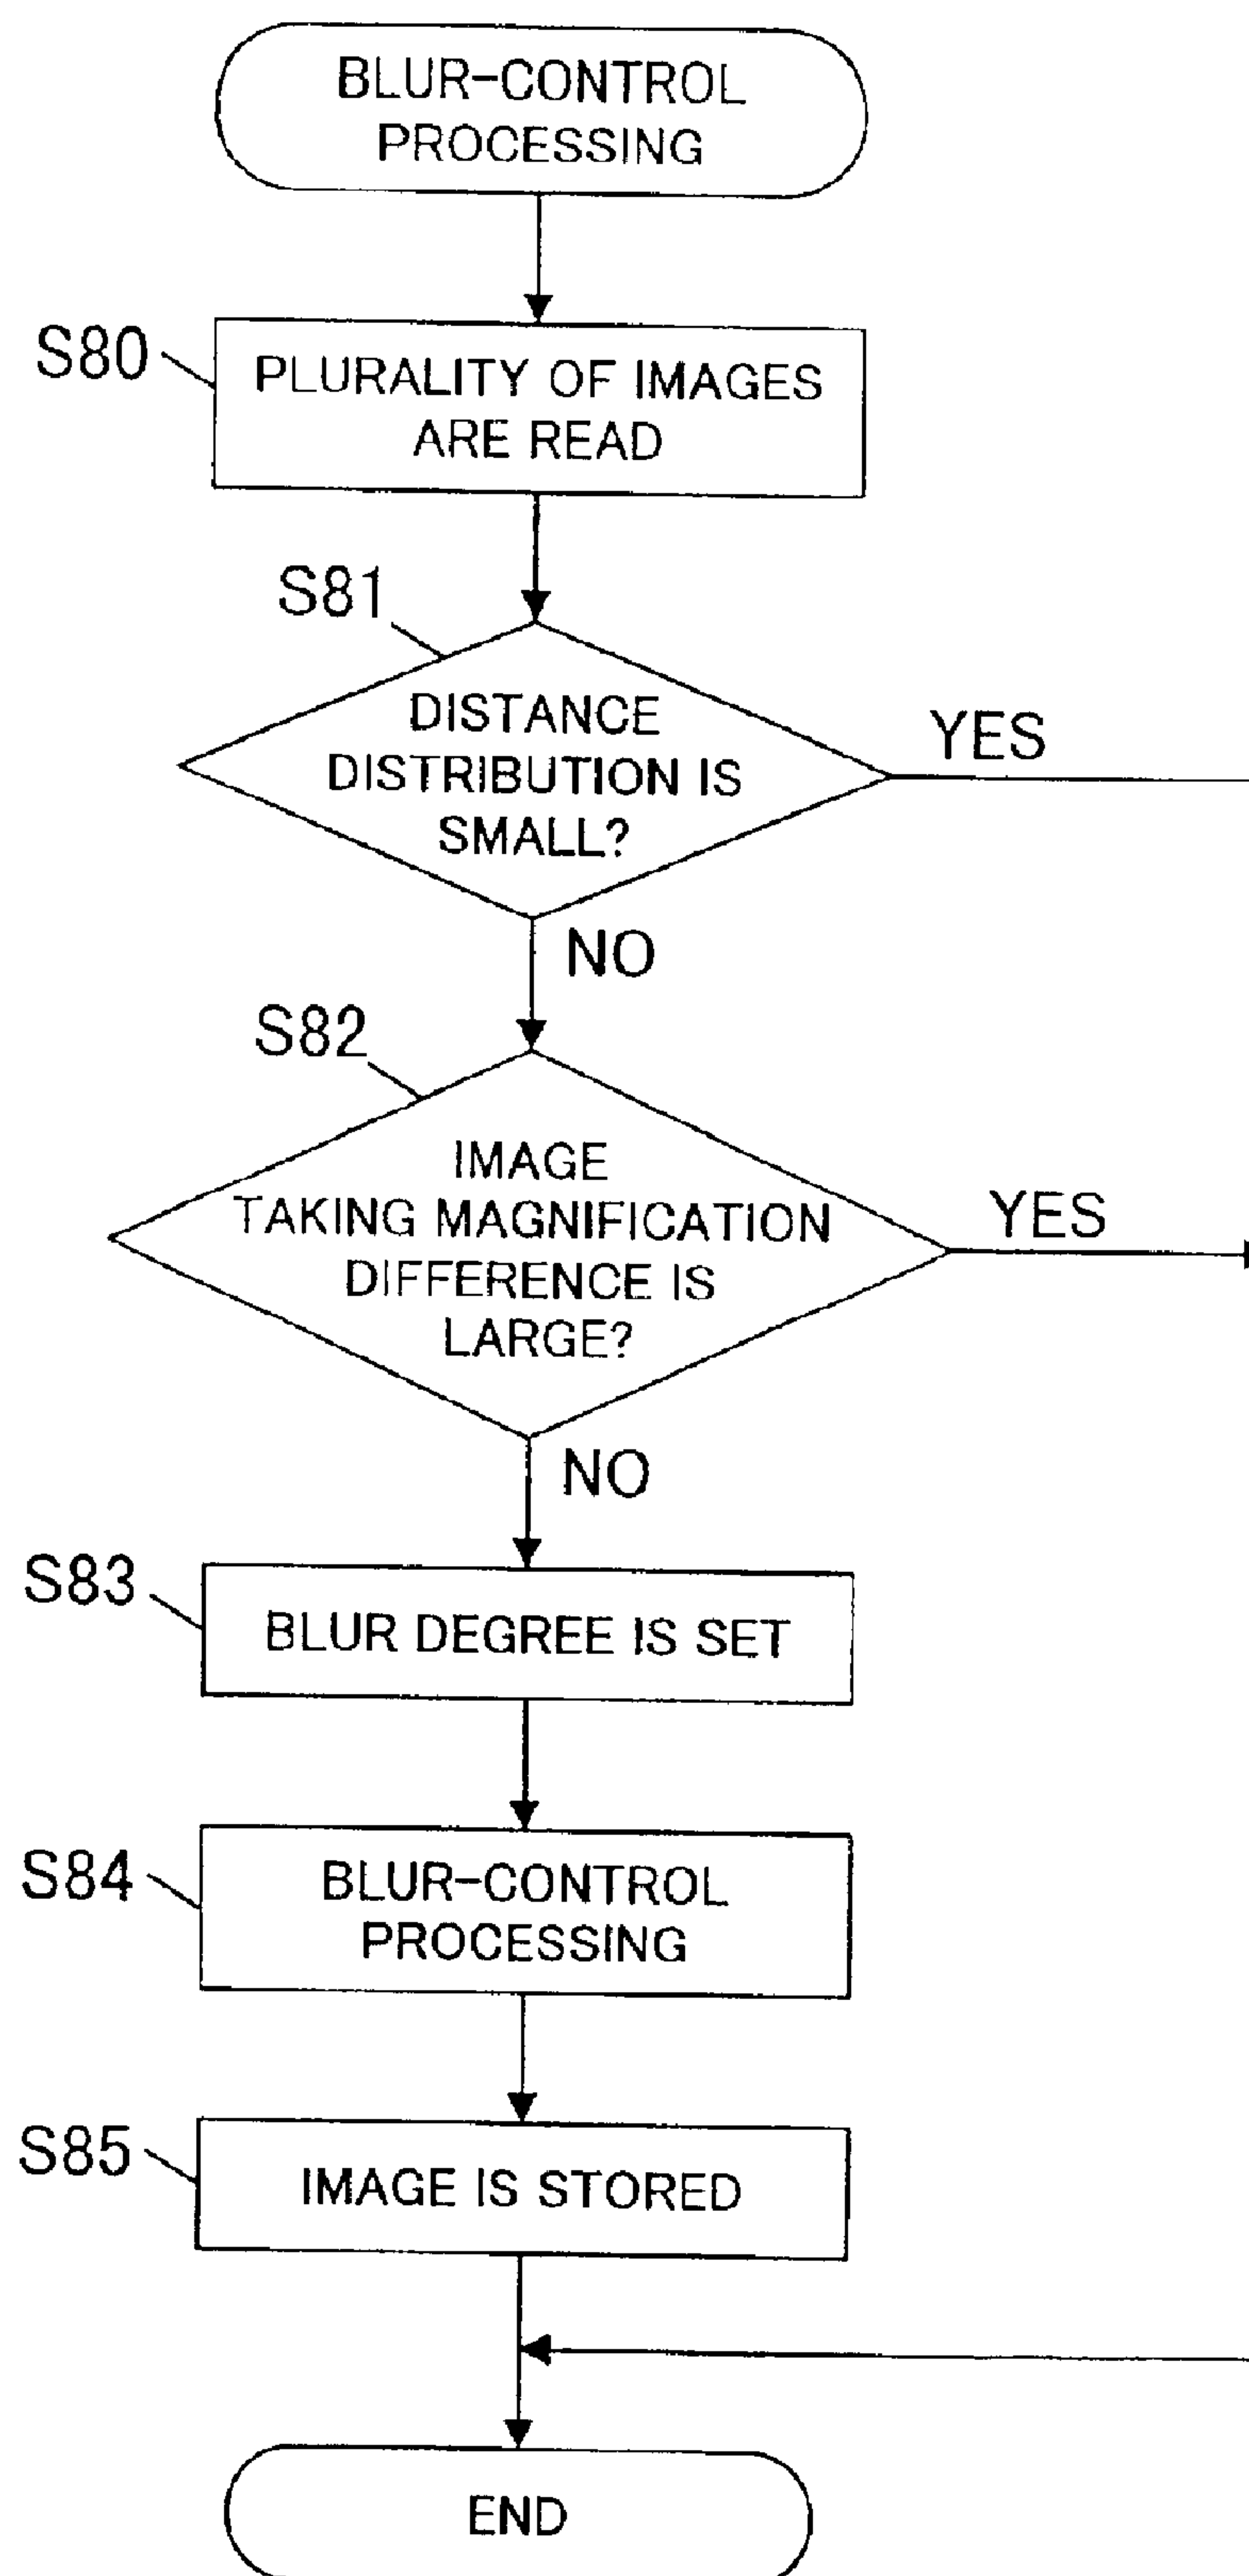 BLUR-CONTROL
PROCESSING
S80
PLURALITY OF IMAGES
ARE READ
S81
DISTANCE
DISTRIBUTION IS
SMALL?
YES
NO
S82
IMAGE
TAKING MAGNIFICATION
DIFFERENCE IS
LARGE?
YES
NO
S83
BLUR DEGREE IS SET
S84
BLUR-CONTROL
PROCESSING
S85
IMAGE IS STORED
END